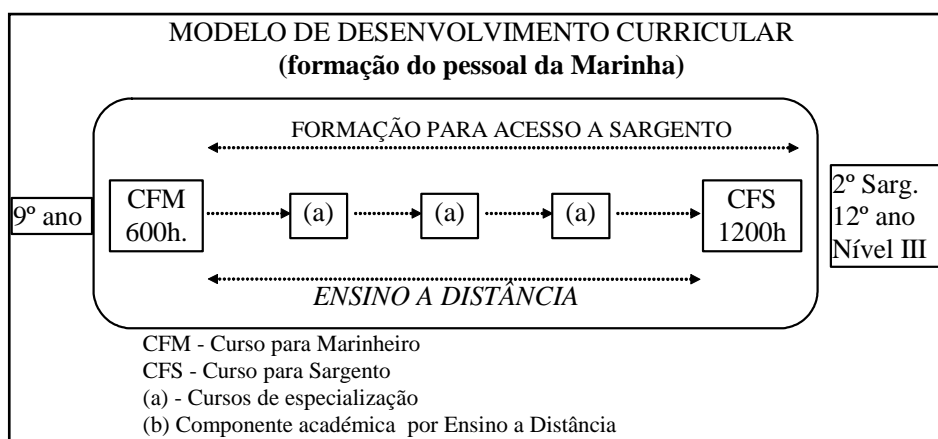 MODELO DE DESENVOLVIMENTO CURRICULAR
(formação do pessoal da Marinha)
FORMAÇÃO PARA ACESSO A SARGENTO
9º ano
CFM
600h.
(a)
(a)
(a)
CFS
1200h
2º Sarg.
12º ano
Nível III
ENSINO A DISTÂNCIA
CFM - Curso para Marinheiro
CFS - Curso para Sargento
(a) - Cursos de especialização
(b) Componente académica por Ensino a Distância